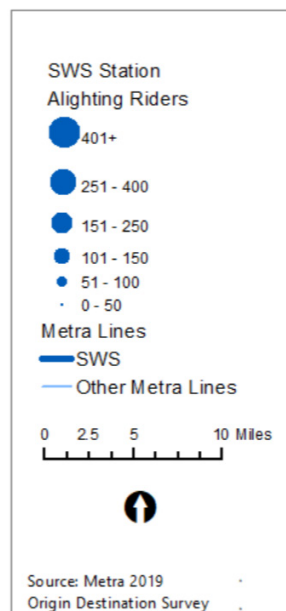 SWS Station
Alighting Riders
401+
251 - 400
151 - 250
101 - 150
51 - 100
0 - 50
Metra Lines
SWS
Other Metra Lines
0 2.5 5 10 Miles
Source: Metra 2019
Origin Destination Survey